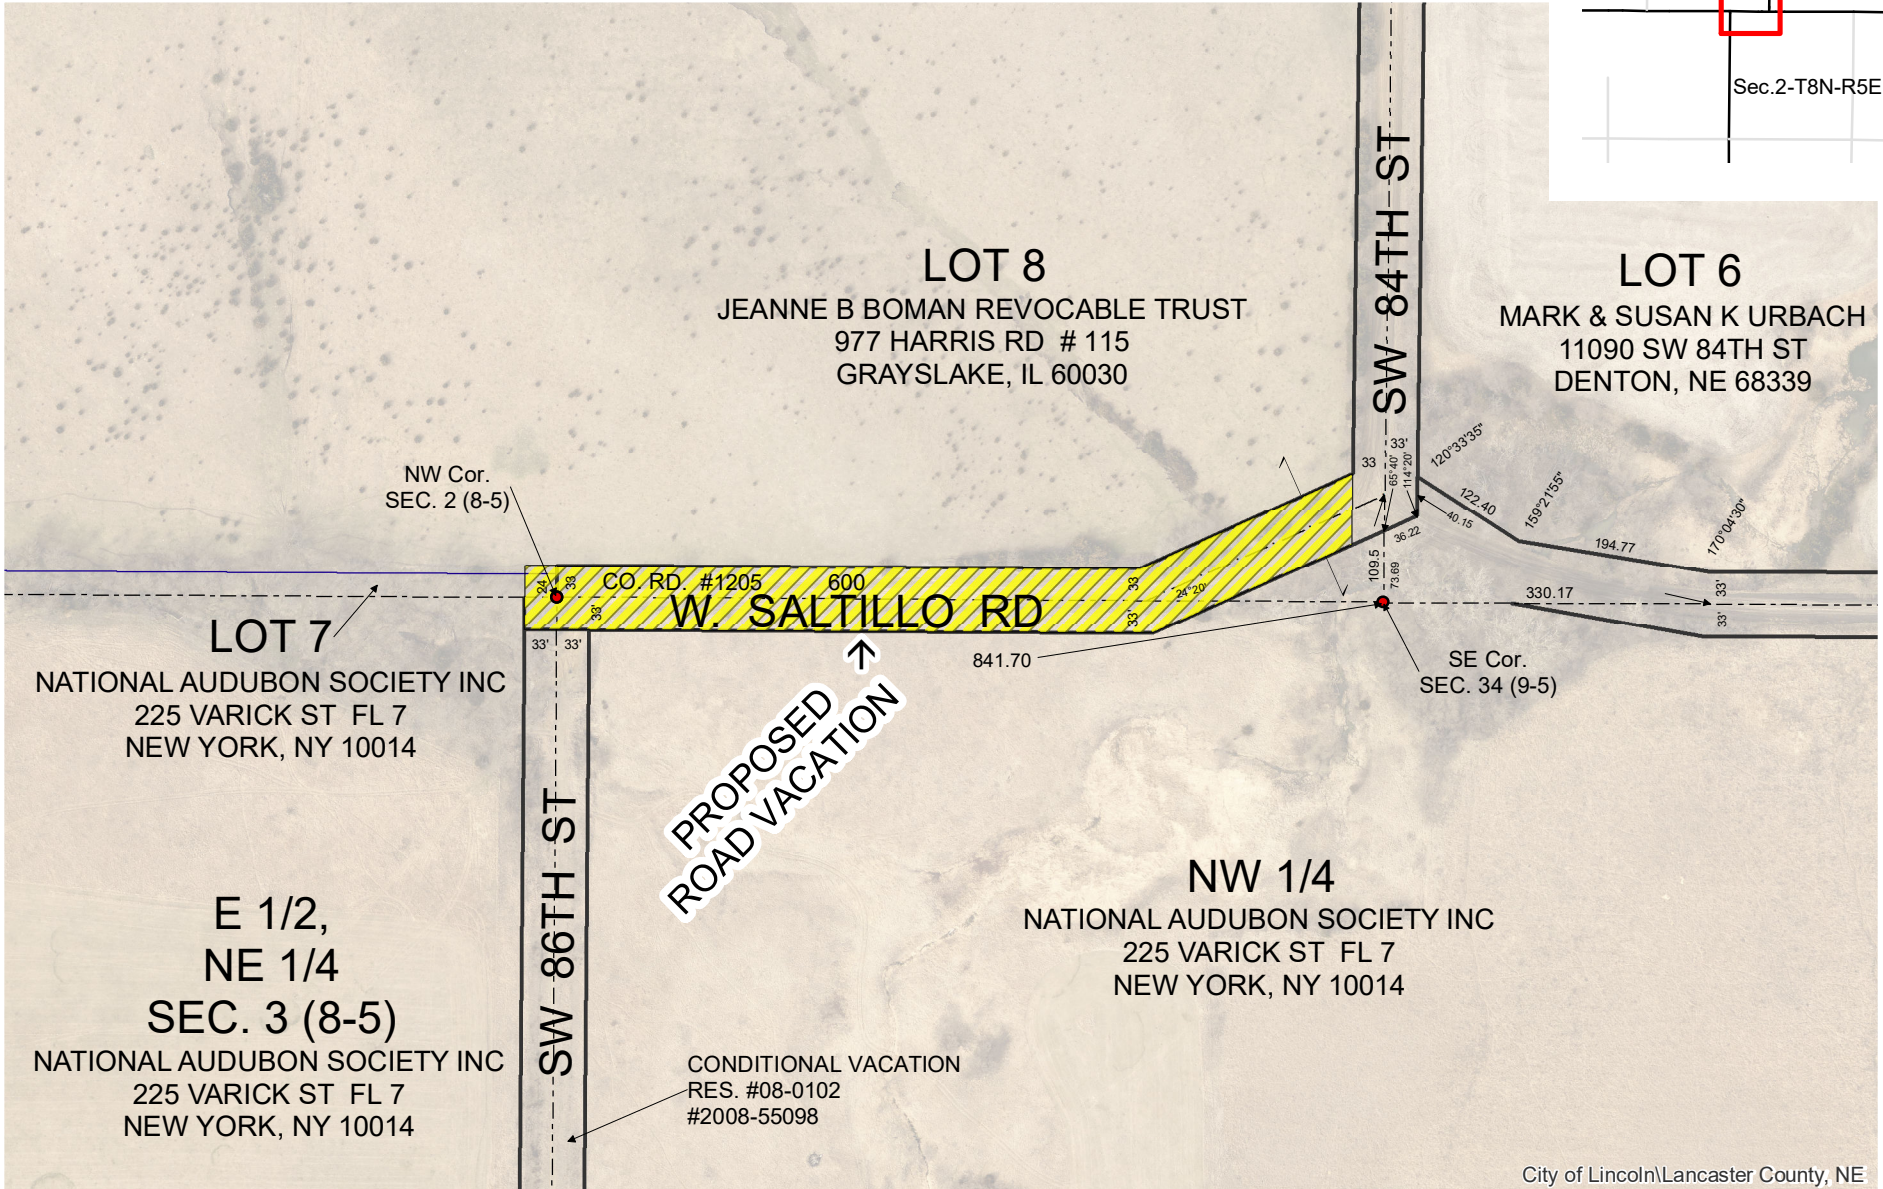 Sec.2-T8N-R5E
SW 84TH ST
LOT 8
JEANNE B BOMAN REVOCABLE TRUST
977 HARRIS RD # 115
GRAYSLAKE, IL 60030
LOT 6
MARK & SUSAN K URBACH
11090 SW 84TH ST
DENTON, NE 68339
NW Cor.
SEC. 2 (8-5)
33
33'
65°40'
114°20'
120°33'35"
122.40
40.15
36.22
159°21'55"
194.77
170°04'30"
109.5
73.69
330.17
33'
33'
24
33
33'
CO. RD. #1205
600
W. SALTILLO RD
33
33'
24°20'
33'
33'
841.70
SE Cor.
SEC. 34 (9-5)
LOT 7
NATIONAL AUDUBON SOCIETY INC
225 VARICK ST FL 7
NEW YORK, NY 10014
PROPOSED
ROAD VACATION
SW 86TH ST
NW 1/4
NATIONAL AUDUBON SOCIETY INC
225 VARICK ST FL 7
NEW YORK, NY 10014
E 1/2,
NE 1/4
SEC. 3 (8-5)
NATIONAL AUDUBON SOCIETY INC
225 VARICK ST FL 7
NEW YORK, NY 10014
CONDITIONAL VACATION
RES. #08-0102
#2008-55098
City of Lincoln\Lancaster County, NE